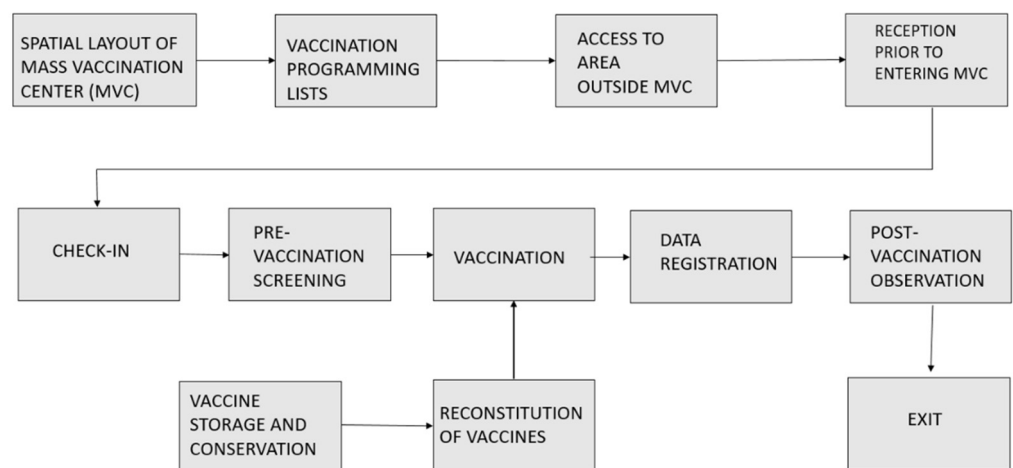 SPATIAL LAYOUT OF
MASS VACCINATION
CENTER (MVC)
VACCINATION
PROGRAMMING
LISTS
ACCESS TO
AREA
OUTSIDE MVC
RECEPTION
PRIOR TO
ENTERING MVC
CHECK-IN
PRE-
VACCINATION
SCREENING
VACCINATION
DATA
REGISTRATION
POST-
VACCINATION
OBSERVATION
VACCINE
STORAGE AND
CONSERVATION
RECONSTITUTION
OF VACCINES
EXIT